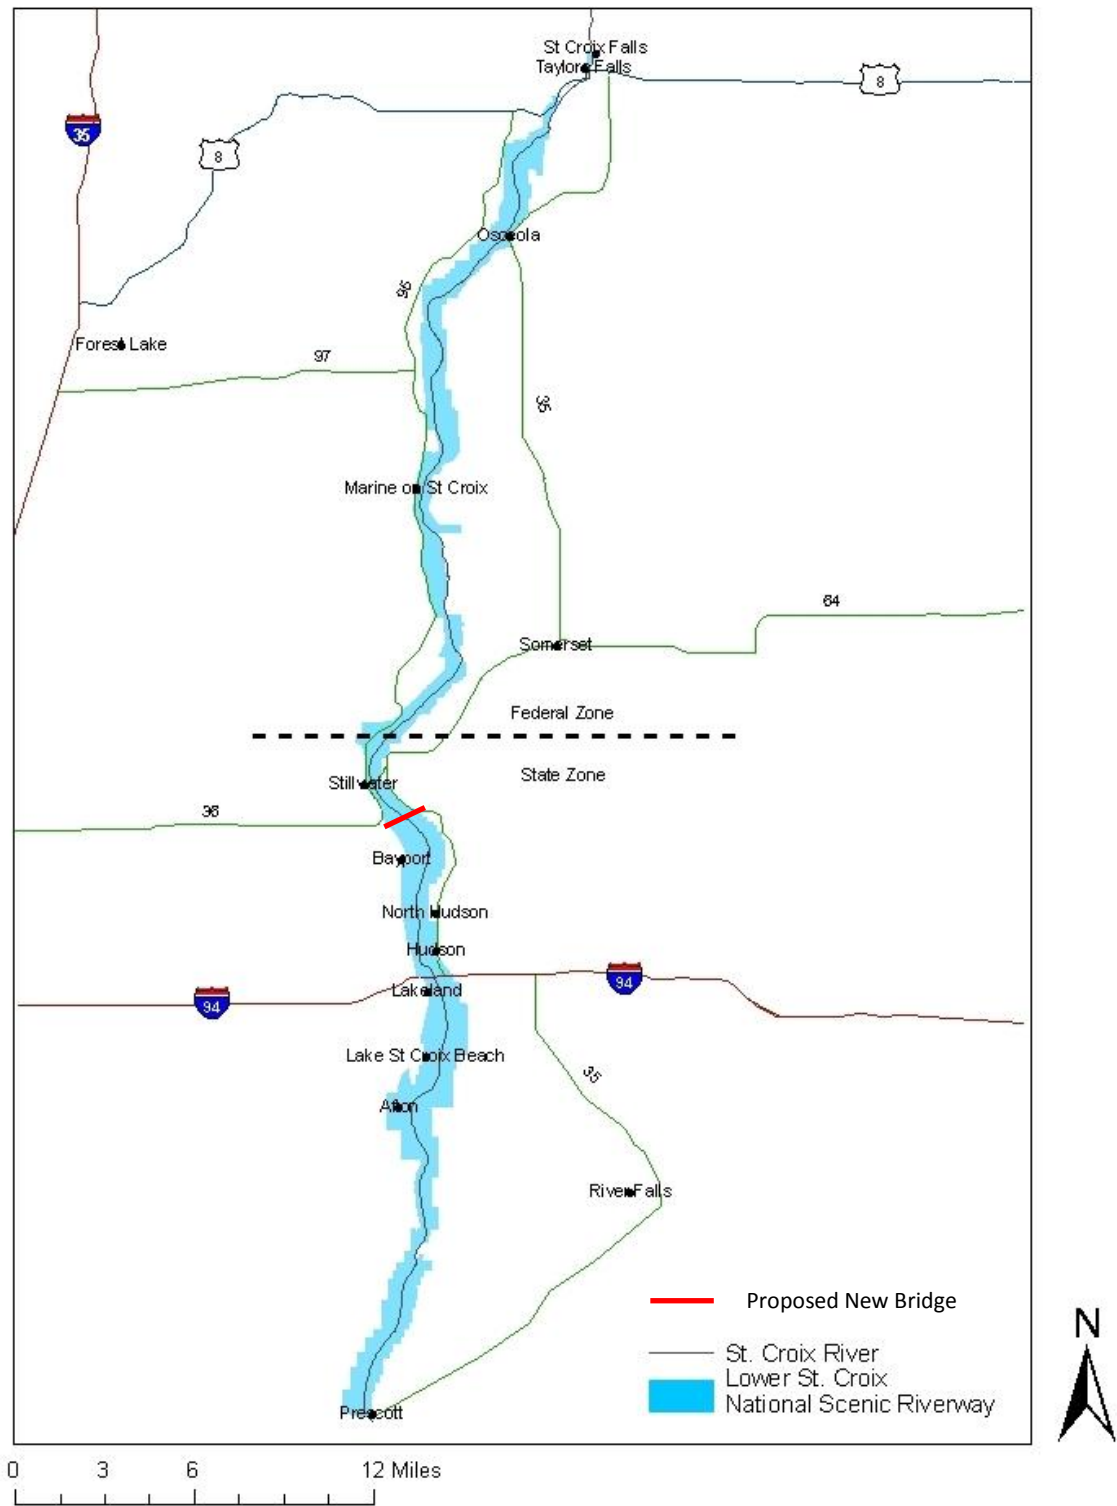 St Croix Falls
Taylors Falls
8
35
8
Osceola
95
Forest Lake
97
35
Marine on St Croix
64
Somerset
Federal Zone
State Zone
Stillwater
36
Bayport
North Hudson
Hudson
94
Lakeland
94
Lake St Croix Beach
35
Afton
River Falls
Proposed New Bridge
N
St. Croix River
Lower St. Croix
National Scenic Riverway
Prescott
0 3 6 12 Miles